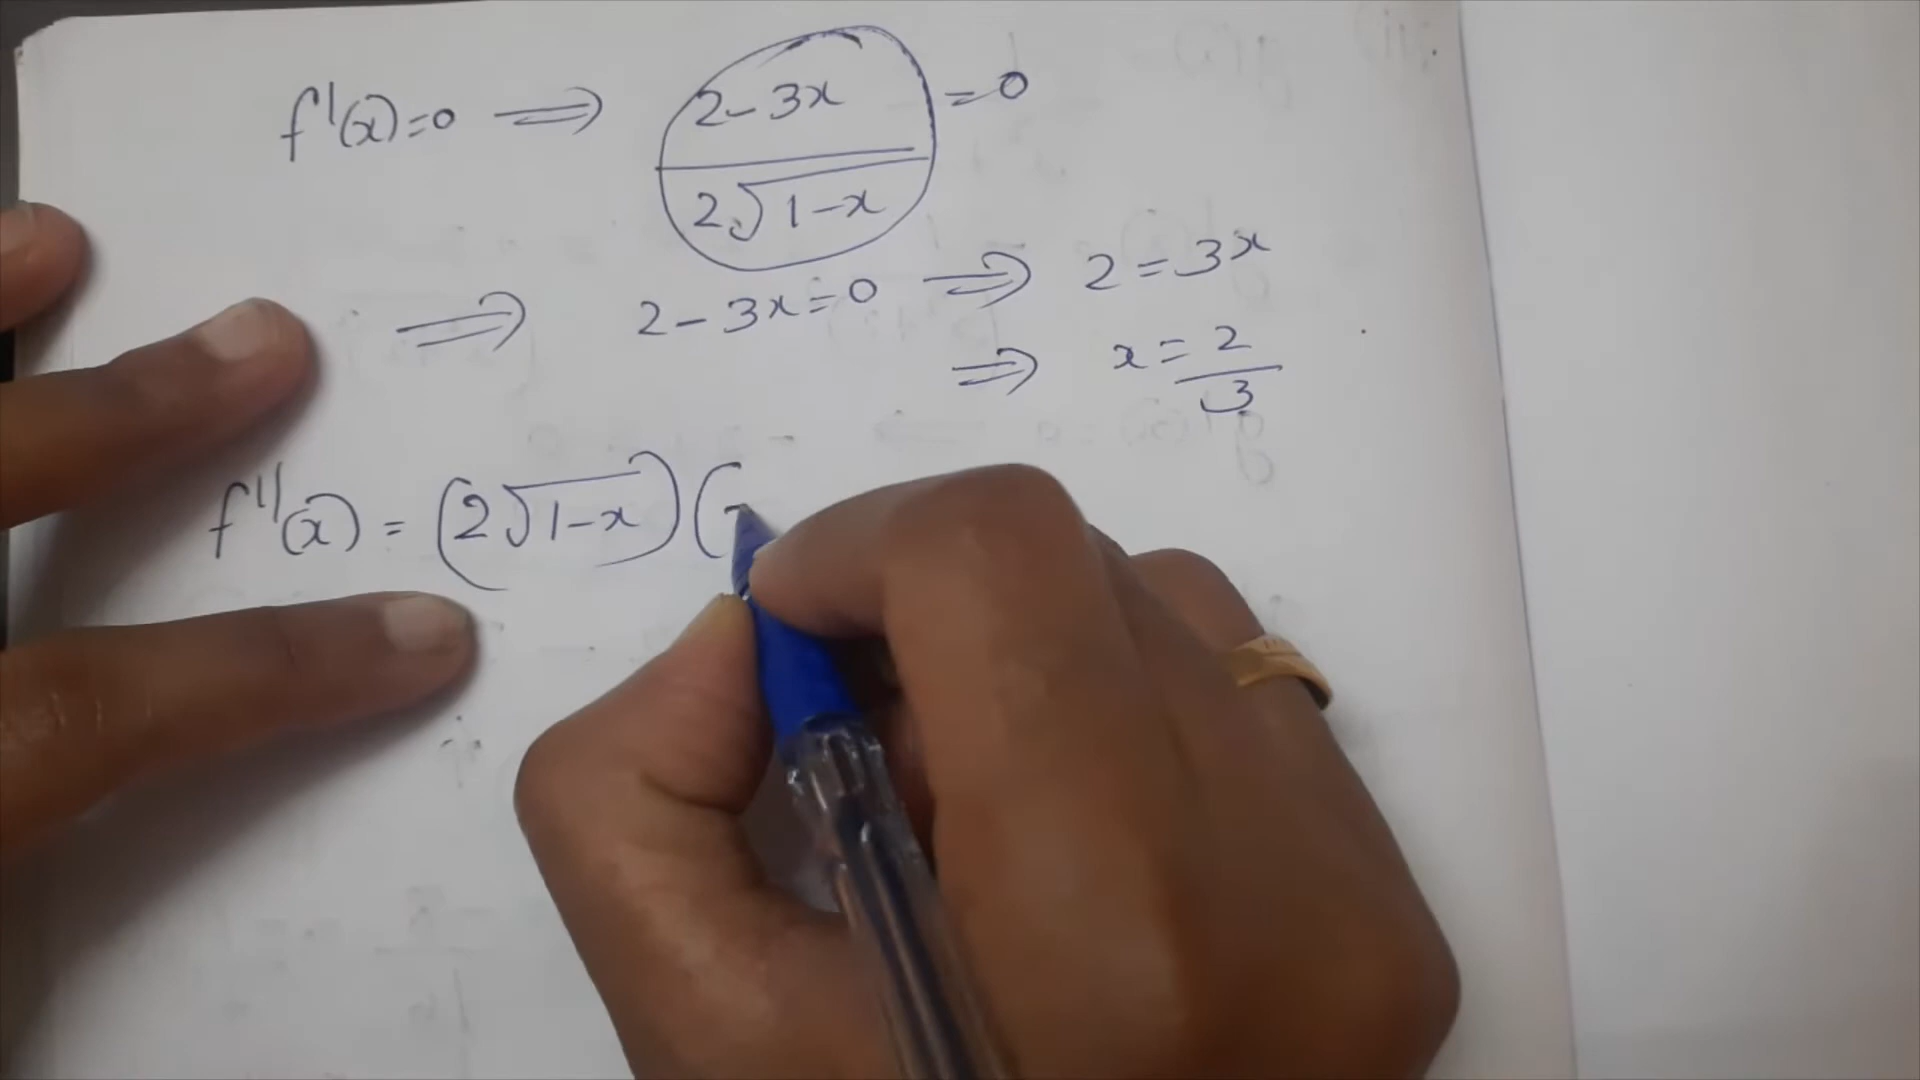 f'(x)=0 ⟹ (2-3x)/(2√(1-x)) = 0
⟹ 2-3x=0 ⟹ 2=3x
⟹ x=2/3
f''(x) = (2√(1-x))(-